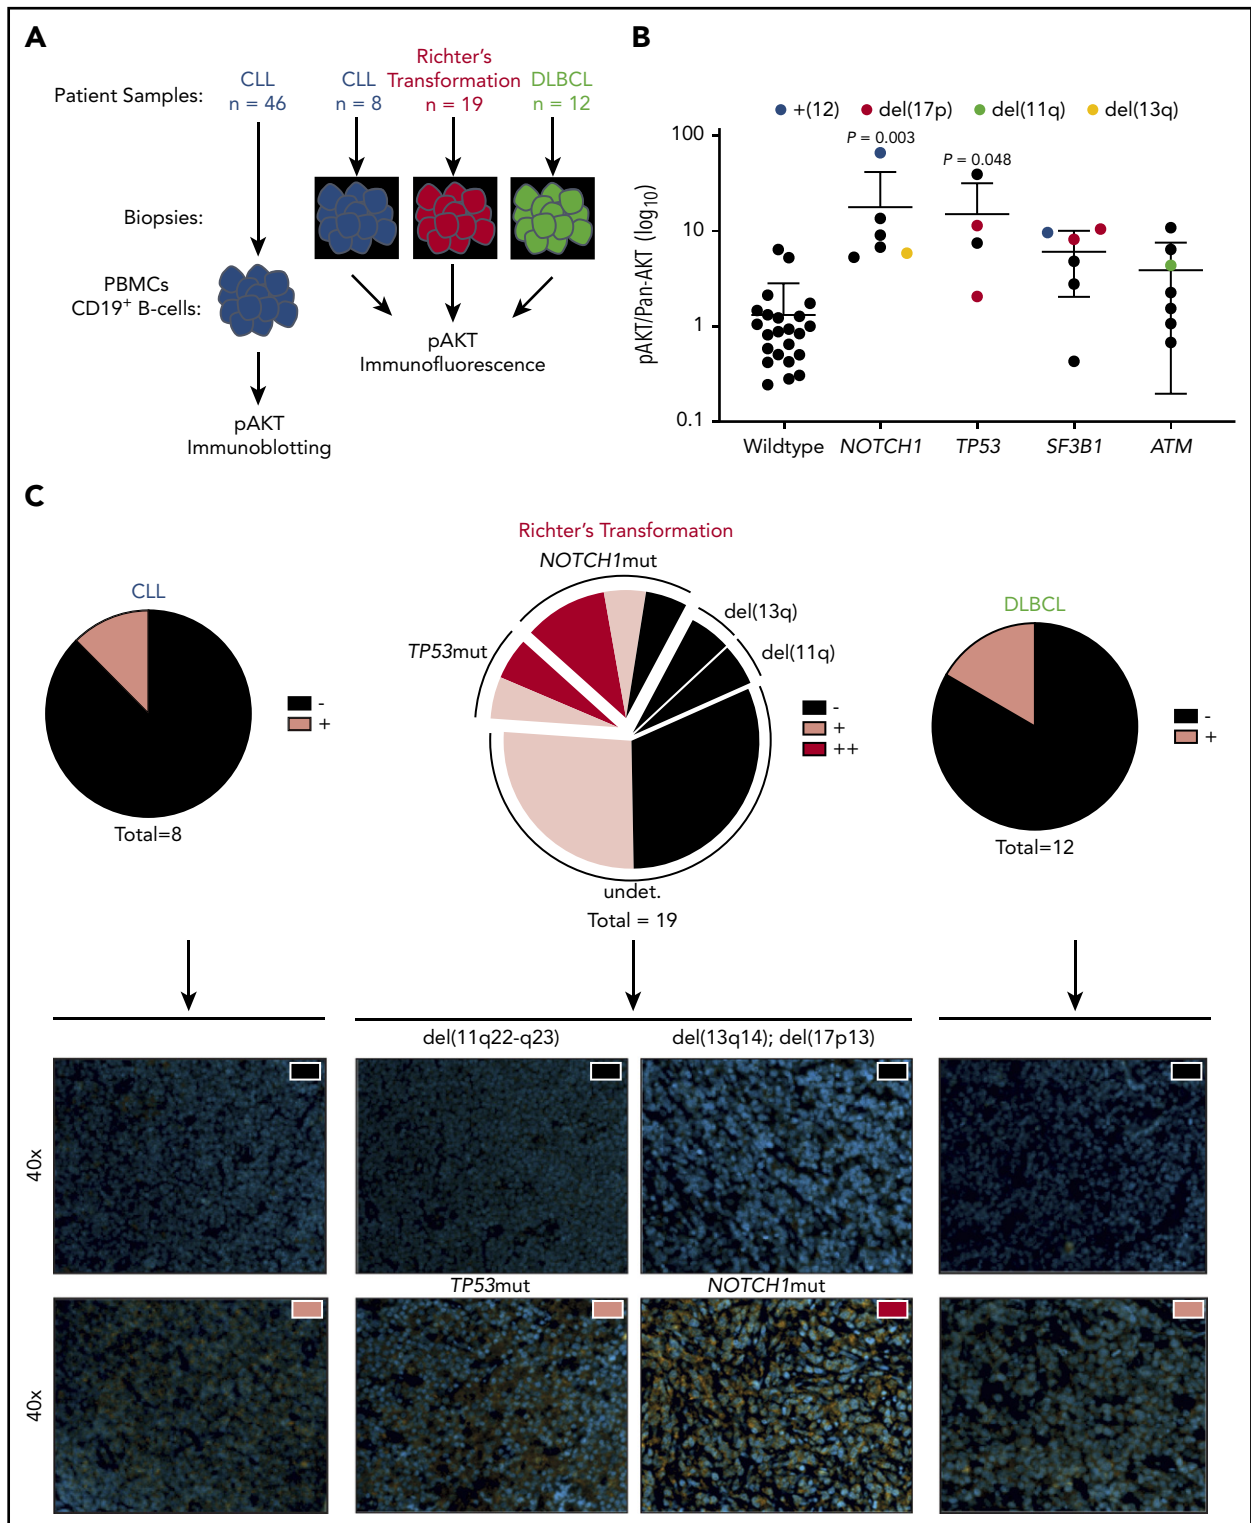 A
Patient Samples:
CLL
n = 46
CLL
n = 8
Richter's
Transformation
n = 19
DLBCL
n = 12
Biopsies:
PBMCs
CD19+ B-cells:
pAKT
Immunofluorescence
pAKT
Immunoblotting
B
+(12) del(17p) del(11q) del(13q)
pAKT/Pan-AKT (log10)
100
10
1
0.1
P = 0.003
P = 0.048
Wildtype NOTCH1 TP53 SF3B1 ATM
C
CLL
-
+
Total=8
Richter's Transformation
NOTCH1mut
del(13q)
del(11q)
TP53mut
-
+
++
undet.
Total = 19
DLBCL
-
+
Total=12
del(11q22-q23) del(13q14); del(17p13)
40x
TP53mut NOTCH1mut
40x